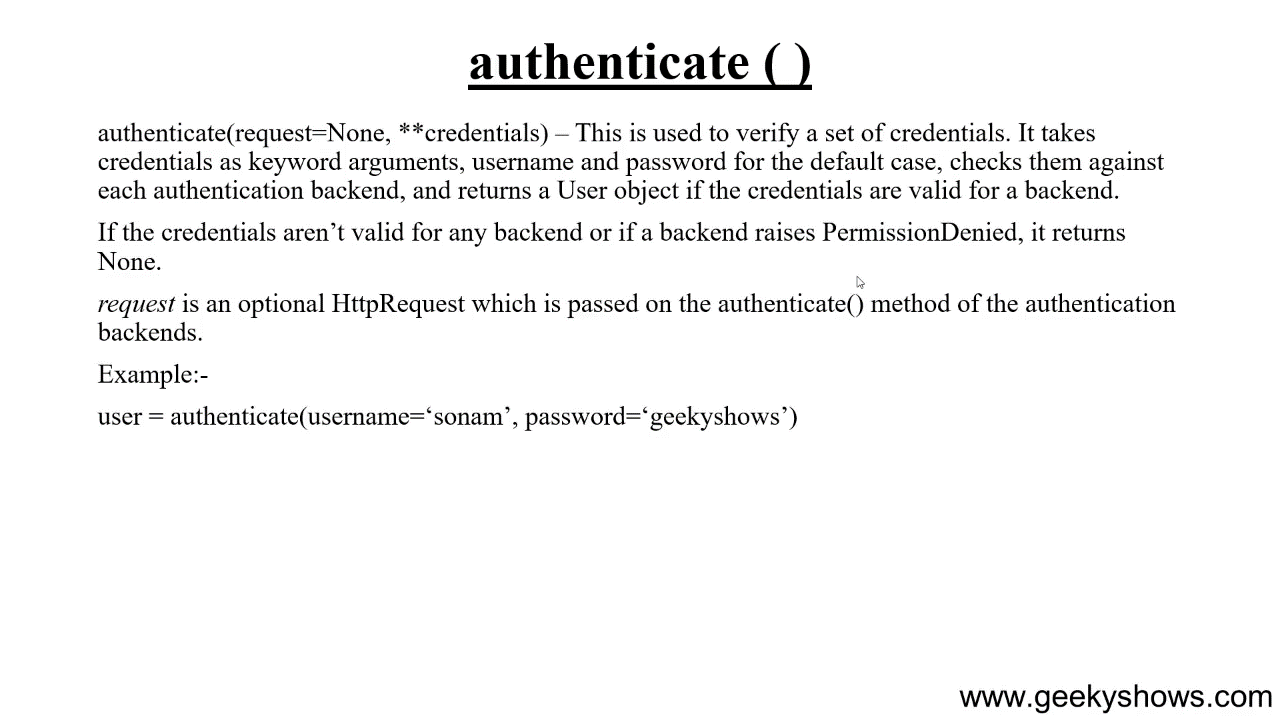 authenticate ( )
authenticate(request=None, **credentials) – This is used to verify a set of credentials. It takes
credentials as keyword arguments, username and password for the default case, checks them against
each authentication backend, and returns a User object if the credentials are valid for a backend.
If the credentials aren’t valid for any backend or if a backend raises PermissionDenied, it returns
None.
request is an optional HttpRequest which is passed on the authenticate() method of the authentication
backends.
Example:-
user = authenticate(username=‘sonam’, password=‘geekyshows’)
www.geekyshows.com